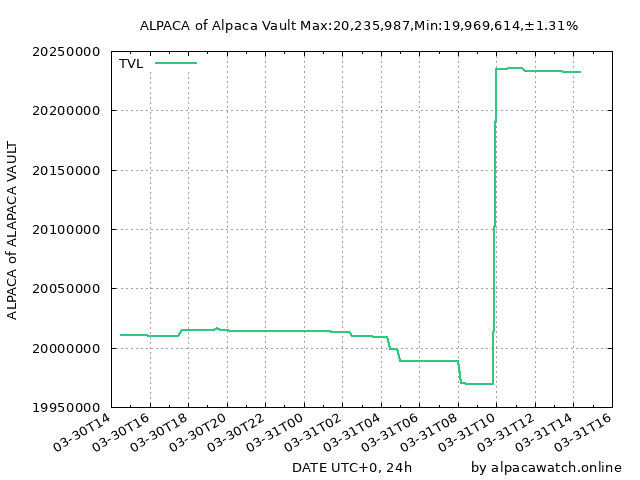 ALPACA of Alpaca Vault Max:20,235,987,Min:19,969,614,±1.31%
TVL
20250000
20200000
20150000
20100000
20050000
20000000
19950000
ALPACA of ALAPACA VAULT
03-30T14
03-30T16
03-30T18
03-30T20
03-30T22
03-31T00
03-31T02
03-31T04
03-31T06
03-31T08
03-31T10
03-31T12
03-31T14
03-31T16
DATE UTC+0, 24h
by alpacawatch.online